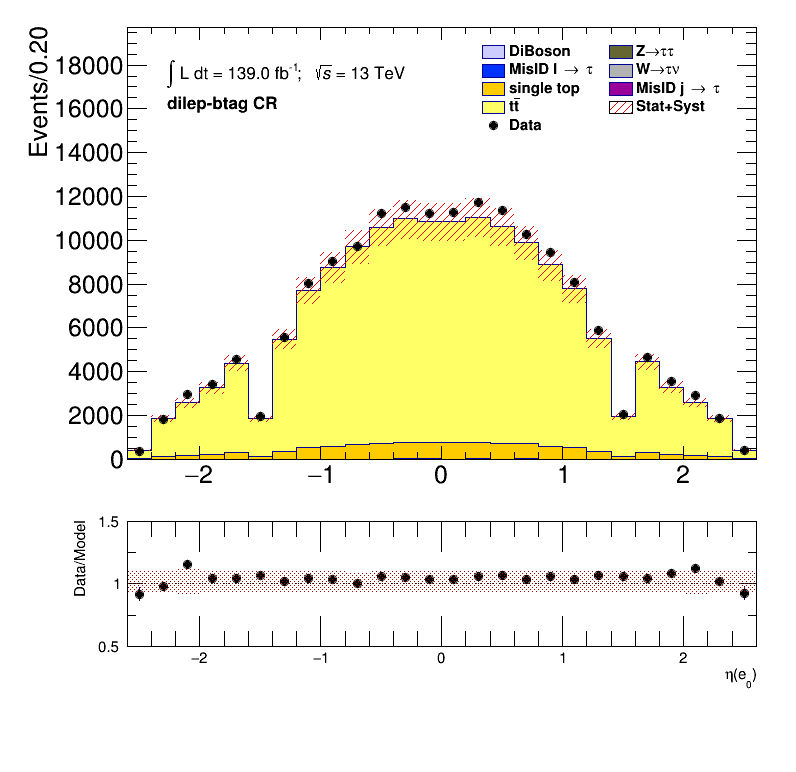 Events/0.20
18000
16000
14000
12000
10000
8000
6000
4000
2000
0
∫ L dt = 139.0 fb⁻¹; √s = 13 TeV
dilep-btag CR
DiBoson
MisID l → τ
single top
tt̄
Data
Z→ττ
W→τν
MisID j → τ
Stat+Syst
−2 −1 0 1 2
Data/Model
1.5
1
0.5
−2 −1 0 1 2
η(e₀)